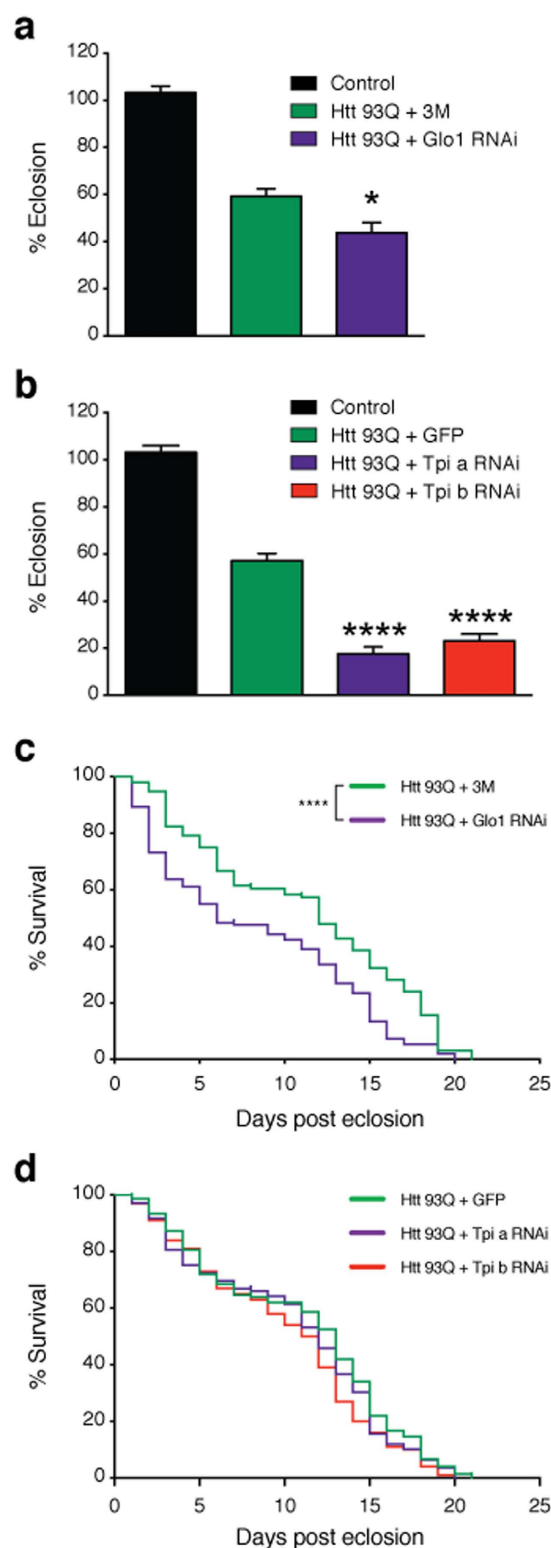 a
120
100
80
60
40
20
0
% Eclosion
Control
Htt 93Q + 3M
Htt 93Q + Glo1 RNAi
*
b
120
100
80
60
40
20
0
% Eclosion
Control
Htt 93Q + GFP
Htt 93Q + Tpi a RNAi
Htt 93Q + Tpi b RNAi
****
****
c
100
80
60
40
20
0
% Survival
****
Htt 93Q + 3M
Htt 93Q + Glo1 RNAi
0 5 10 15 20 25
Days post eclosion
d
100
80
60
40
20
0
% Survival
Htt 93Q + GFP
Htt 93Q + Tpi a RNAi
Htt 93Q + Tpi b RNAi
0 5 10 15 20 25
Days post eclosion